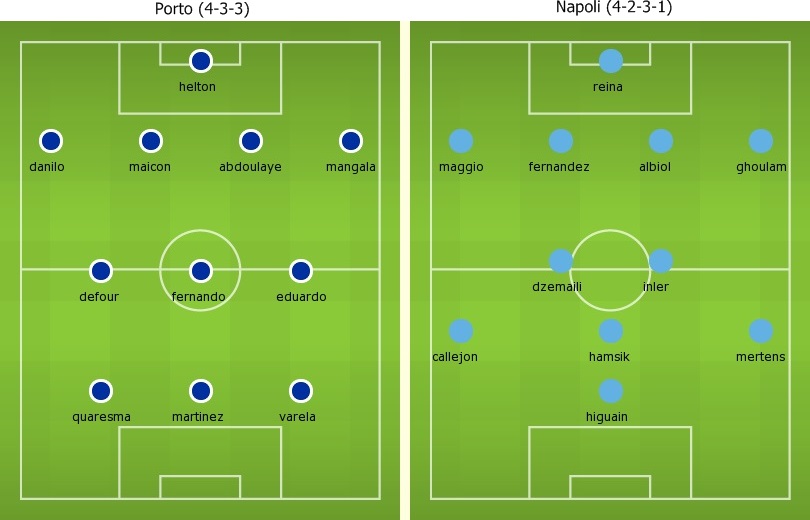 Porto (4-3-3)
helton
danilo maicon abdoulaye mangala
defour fernando eduardo
quaresma martinez varela
Napoli (4-2-3-1)
reina
maggio fernandez albiol ghoulam
dzemaili inler
callejon hamsik mertens
higuain